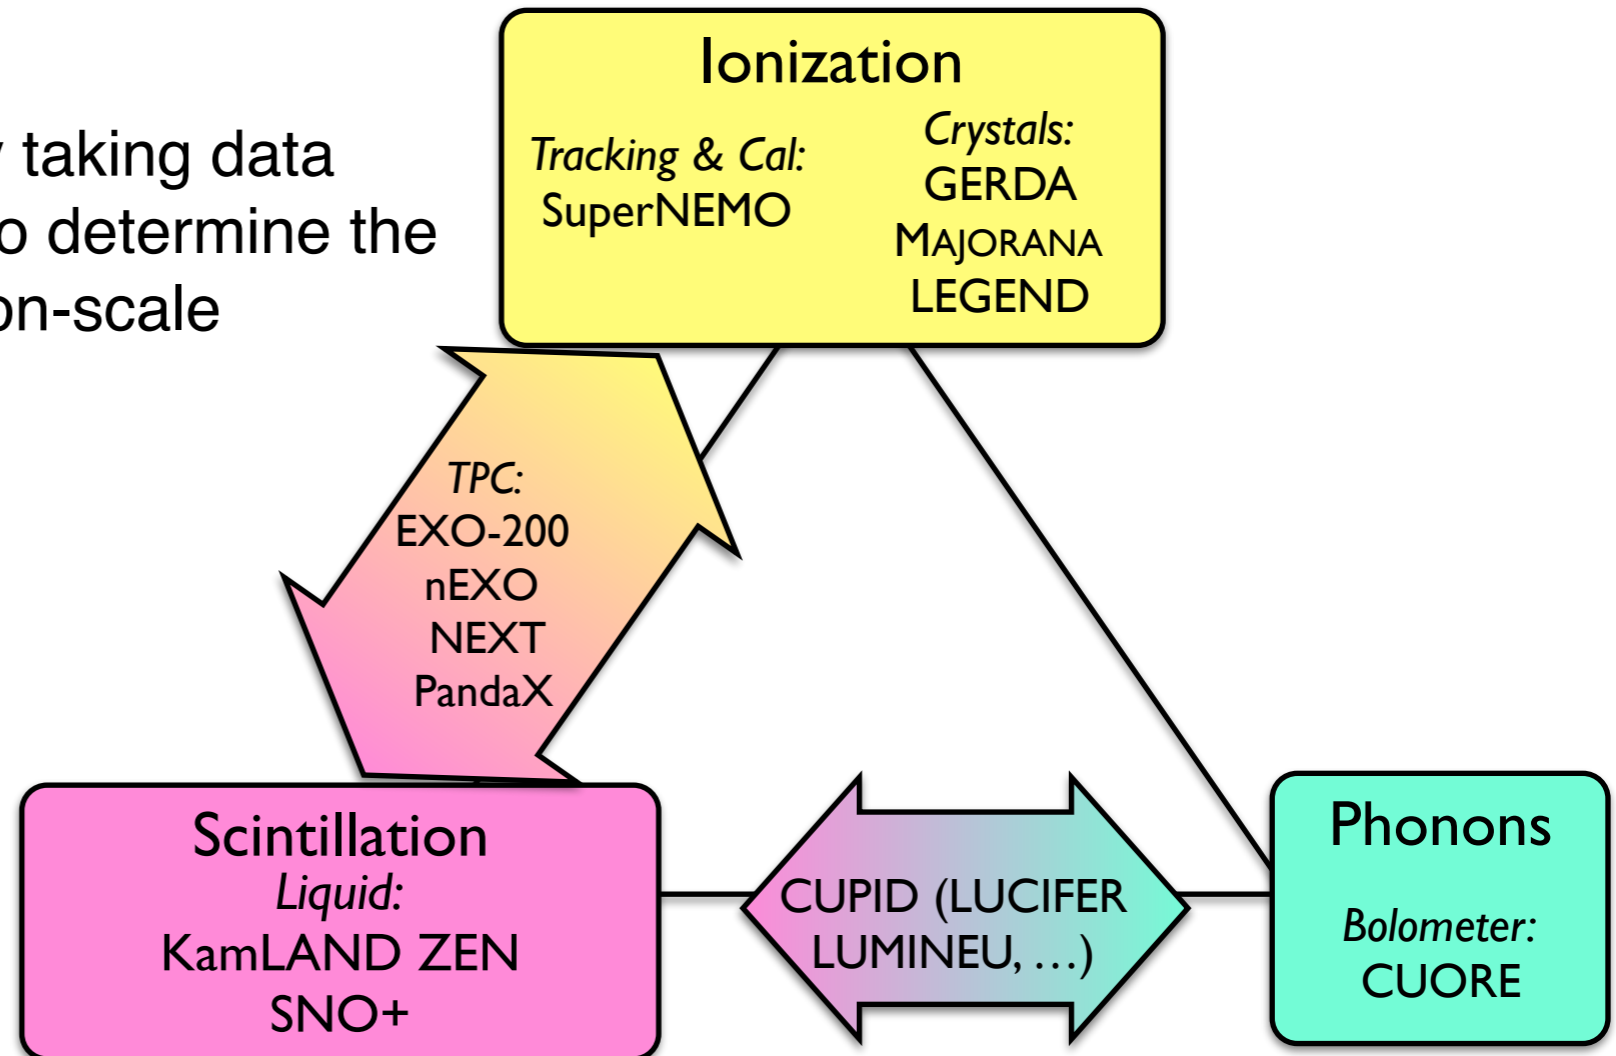 taking data
o determine the
on-scale
Ionization
Tracking & Cal:
SuperNEMO
Crystals:
GERDA
MAJORANA
LEGEND
TPC:
EXO-200
nEXO
NEXT
PandaX
Scintillation
Liquid:
KamLAND ZEN
SNO+
CUPID (LUCIFER
LUMINEU, …)
Phonons
Bolometer:
CUORE